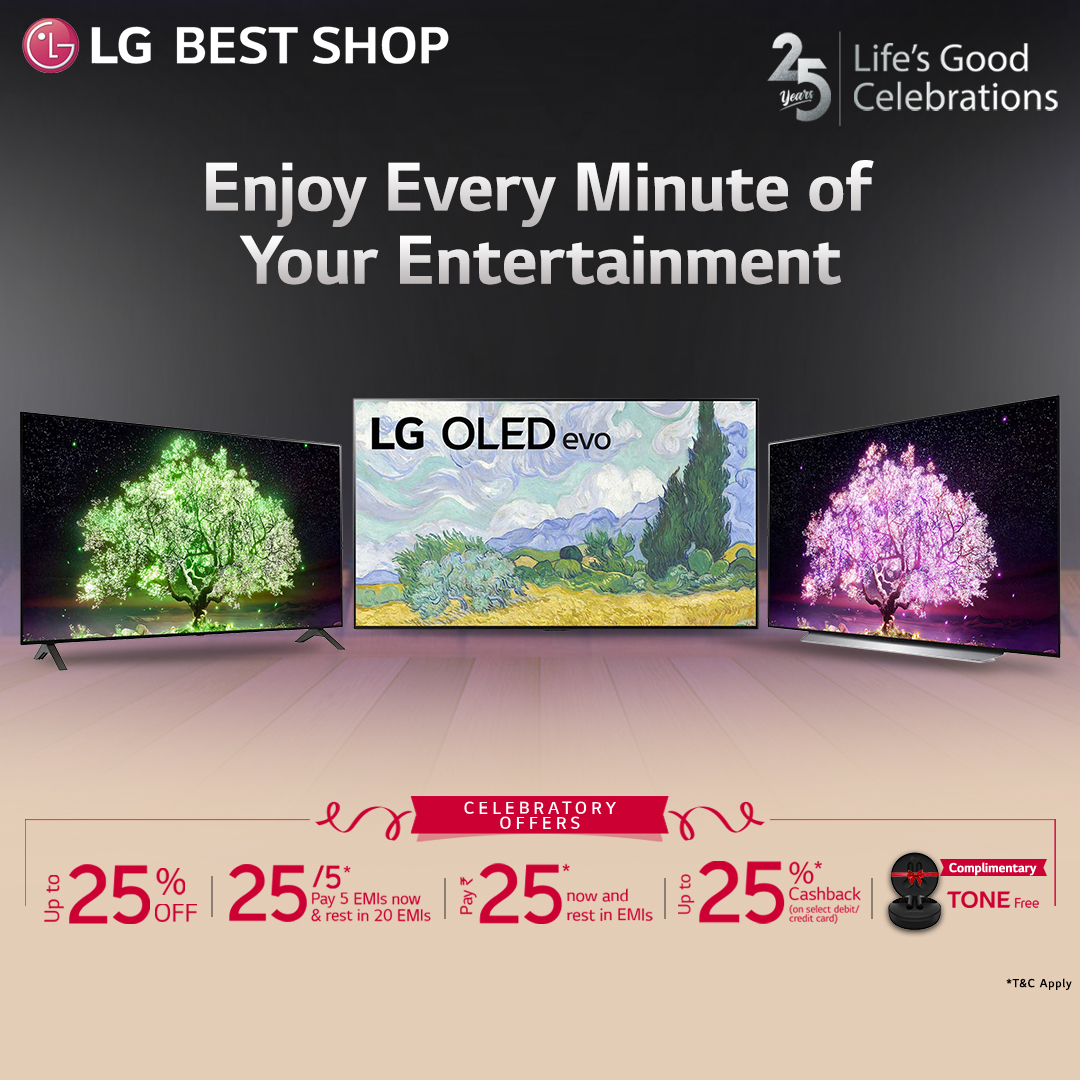 LG BEST SHOP
25 Years
Life's Good
Celebrations
Enjoy Every Minute of
Your Entertainment
LG OLED evo
CELEBRATORY
OFFERS
Up to 25% OFF
25/5*
Pay 5 EMIs now
& rest in 20 EMIs
Pay ₹25*
now and
rest in EMIs
Up to 25%*
Cashback
(on select debit/
credit card)
Complimentary
TONE Free
*T&C Apply